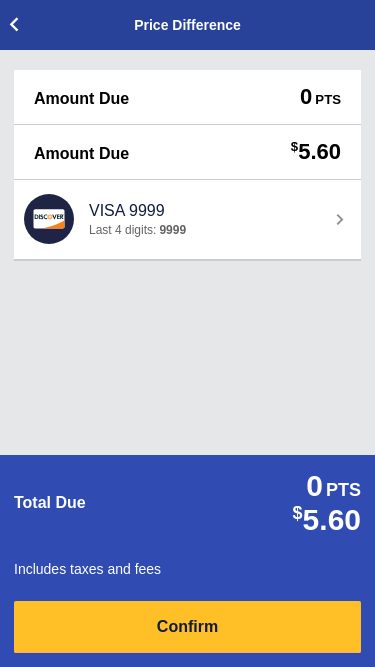 Price Difference
Amount Due 0 PTS
Amount Due $5.60
DISCOVER
VISA 9999
Last 4 digits: 9999
Total Due 0 PTS
$5.60
Includes taxes and fees
Confirm